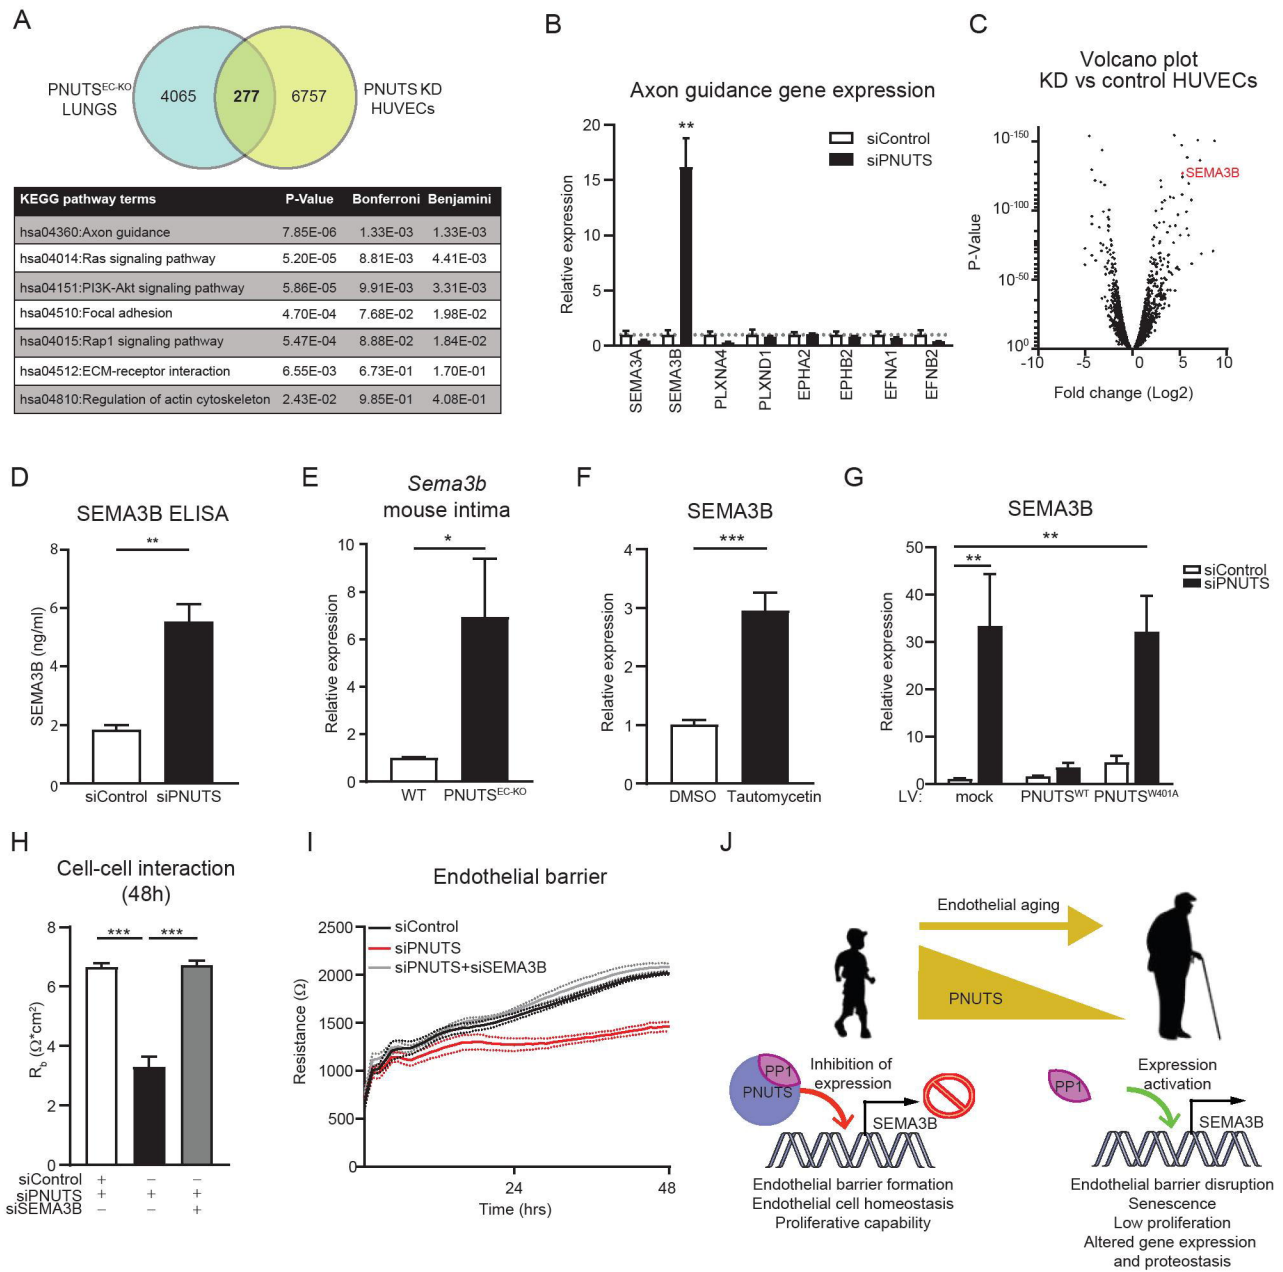 A
PNUTS^EC-KO
LUNGS
4065
277
6757
PNUTS KD
HUVECs
KEGG pathway terms P-Value Bonferroni Benjamini
hsa04360:Axon guidance 7.85E-06 1.33E-03 1.33E-03
hsa04014:Ras signaling pathway 5.20E-05 8.81E-03 4.41E-03
hsa04151:PI3K-Akt signaling pathway 5.86E-05 9.91E-03 3.31E-03
hsa04510:Focal adhesion 4.70E-04 7.68E-02 1.98E-02
hsa04015:Rap1 signaling pathway 5.47E-04 8.88E-02 1.84E-02
hsa04512:ECM-receptor interaction 6.55E-03 6.73E-01 1.70E-01
hsa04810:Regulation of actin cytoskeleton 2.43E-02 9.85E-01 4.08E-01
B
Axon guidance gene expression
Relative expression
20
15
10
5
0
**
siControl
siPNUTS
SEMA3A
SEMA3B
PLXNA4
PLXND1
EPHA2
EPHB2
EFNA1
EFNB2
C
Volcano plot
KD vs control HUVECs
P-Value
10^-150
10^-100
10^-50
10^0
SEMA3B
-10 -5 0 5 10
Fold change (Log2)
D
SEMA3B ELISA
SEMA3B (ng/ml)
8
6
4
2
0
**
siControl siPNUTS
E
Sema3b
mouse intima
Relative expression
10
8
6
4
2
0
*
WT PNUTS^EC-KO
F
SEMA3B
Relative expression
4
3
2
1
0
***
DMSO Tautomycetin
G
SEMA3B
Relative expression
50
40
30
20
10
0
**
**
siControl
siPNUTS
LV: mock PNUTS^WT PNUTS^W401A
H
Cell-cell interaction
(48h)
R_b (Ω*cm²)
8
6
4
2
0
*** ***
siControl + − −
siPNUTS + + +
siSEMA3B − − +
I
Endothelial barrier
Resistance (Ω)
2500
2000
1500
1000
500
0
siControl
siPNUTS
siPNUTS+siSEMA3B
24 48
Time (hrs)
J
Endothelial aging
PNUTS
PP1
PNUTS
Inhibition of
expression
SEMA3B
Endothelial barrier formation
Endothelial cell homeostasis
Proliferative capability
PP1
Expression
activation
SEMA3B
Endothelial barrier disruption
Senescence
Low proliferation
Altered gene expression
and proteostasis